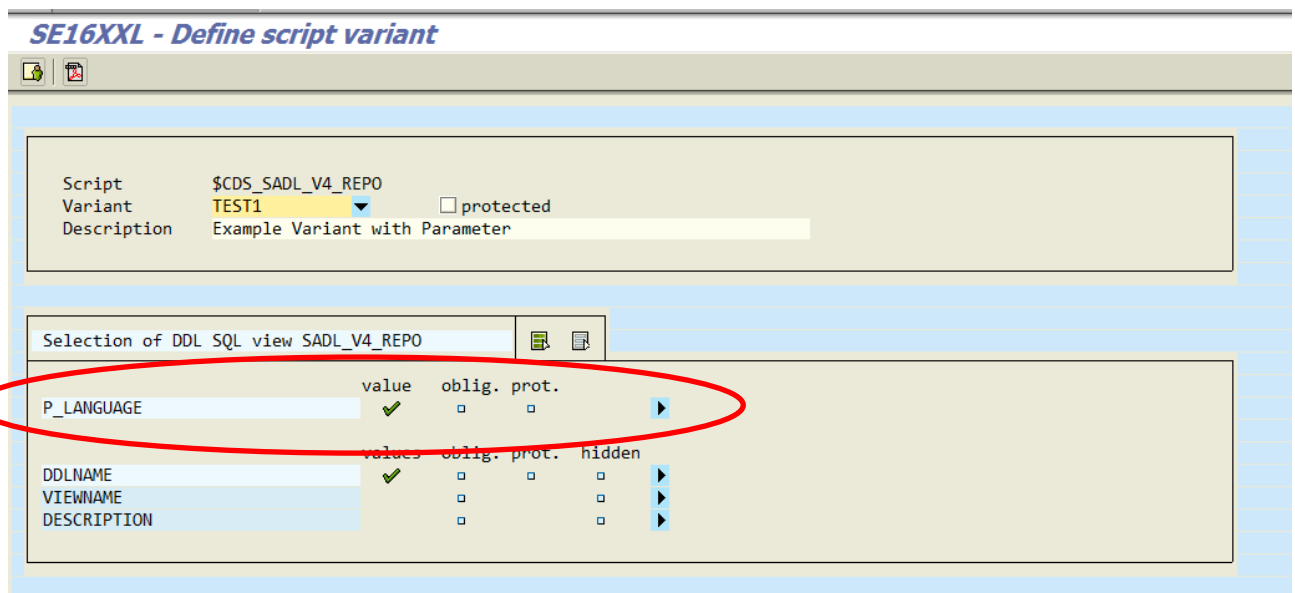 SE16XXL - Define script variant
Script $CDS_SADL_V4_REPO
Variant TEST1 protected
Description Example Variant with Parameter
Selection of DDL SQL view SADL_V4_REPO
value oblig. prot.
P_LANGUAGE
values oblig. prot. hidden
DDLNAME
VIEWNAME
DESCRIPTION